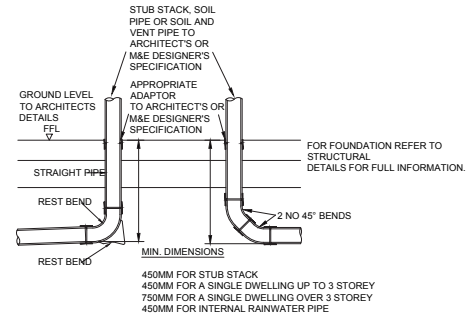 STUB STACK, SOIL
PIPE OR SOIL AND
VENT PIPE TO
ARCHITECT'S OR
M&E DESIGNER'S
SPECIFICATION
APPROPRIATE
ADAPTOR
TO ARCHITECT'S OR
M&E DESIGNER'S
SPECIFICATION
GROUND LEVEL
TO ARCHITECTS
DETAILS
FFL
FOR FOUNDATION REFER TO
STRUCTURAL
DETAILS FOR FULL INFORMATION.
STRAIGHT PIPE
REST BEND
2 NO 45° BENDS
REST BEND
MIN. DIMENSIONS
450MM FOR STUB STACK
450MM FOR A SINGLE DWELLING UP TO 3 STOREY
750MM FOR A SINGLE DWELLING OVER 3 STOREY
450MM FOR INTERNAL RAINWATER PIPE